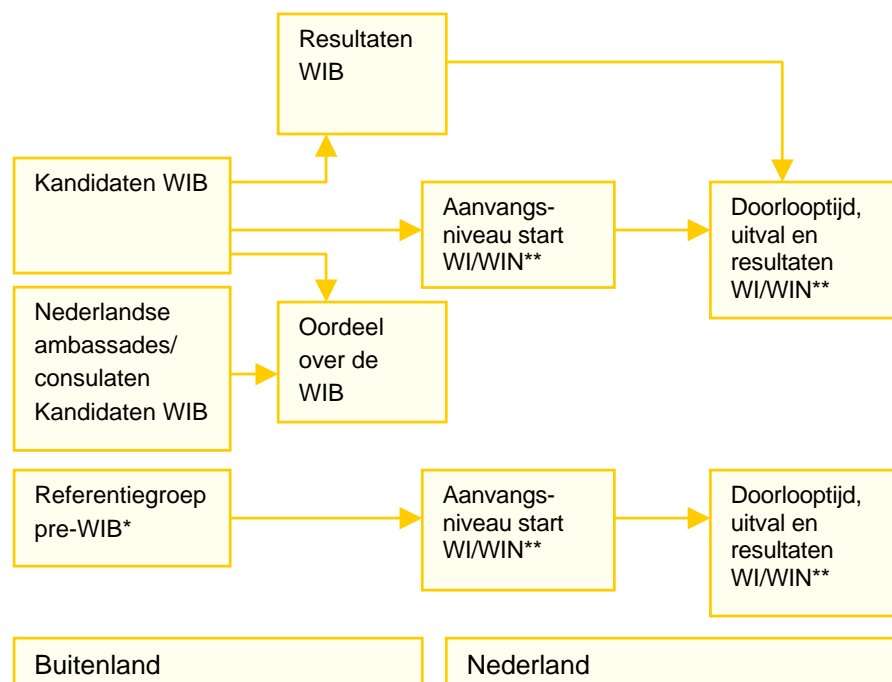 Resultaten
WIB
Kandidaten WIB
Aanvangs-
niveau start
WI/WIN**
Doorlooptijd,
uitval en
resultaten
WI/WIN**
Nederlandse
ambassades/
consulaten
Kandidaten WIB
Oordeel
over de
WIB
Referentiegroep
pre-WIB*
Aanvangs-
niveau start
WI/WIN**
Doorlooptijd,
uitval en
resultaten
WI/WIN**
Buitenland
Nederland